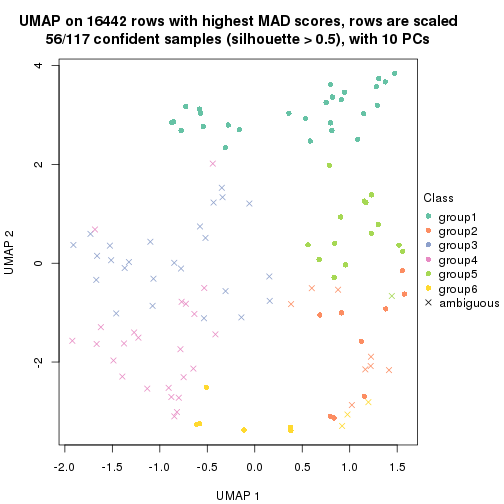 UMAP on 16442 rows with highest MAD scores, rows are scaled
56/117 confident samples (silhouette > 0.5), with 10 PCs
4
2
0
-2
UMAP 2
-2.0 -1.5 -1.0 -0.5 0.0 0.5 1.0 1.5
UMAP 1
Class
group1
group2
group3
group4
group5
group6
ambiguous